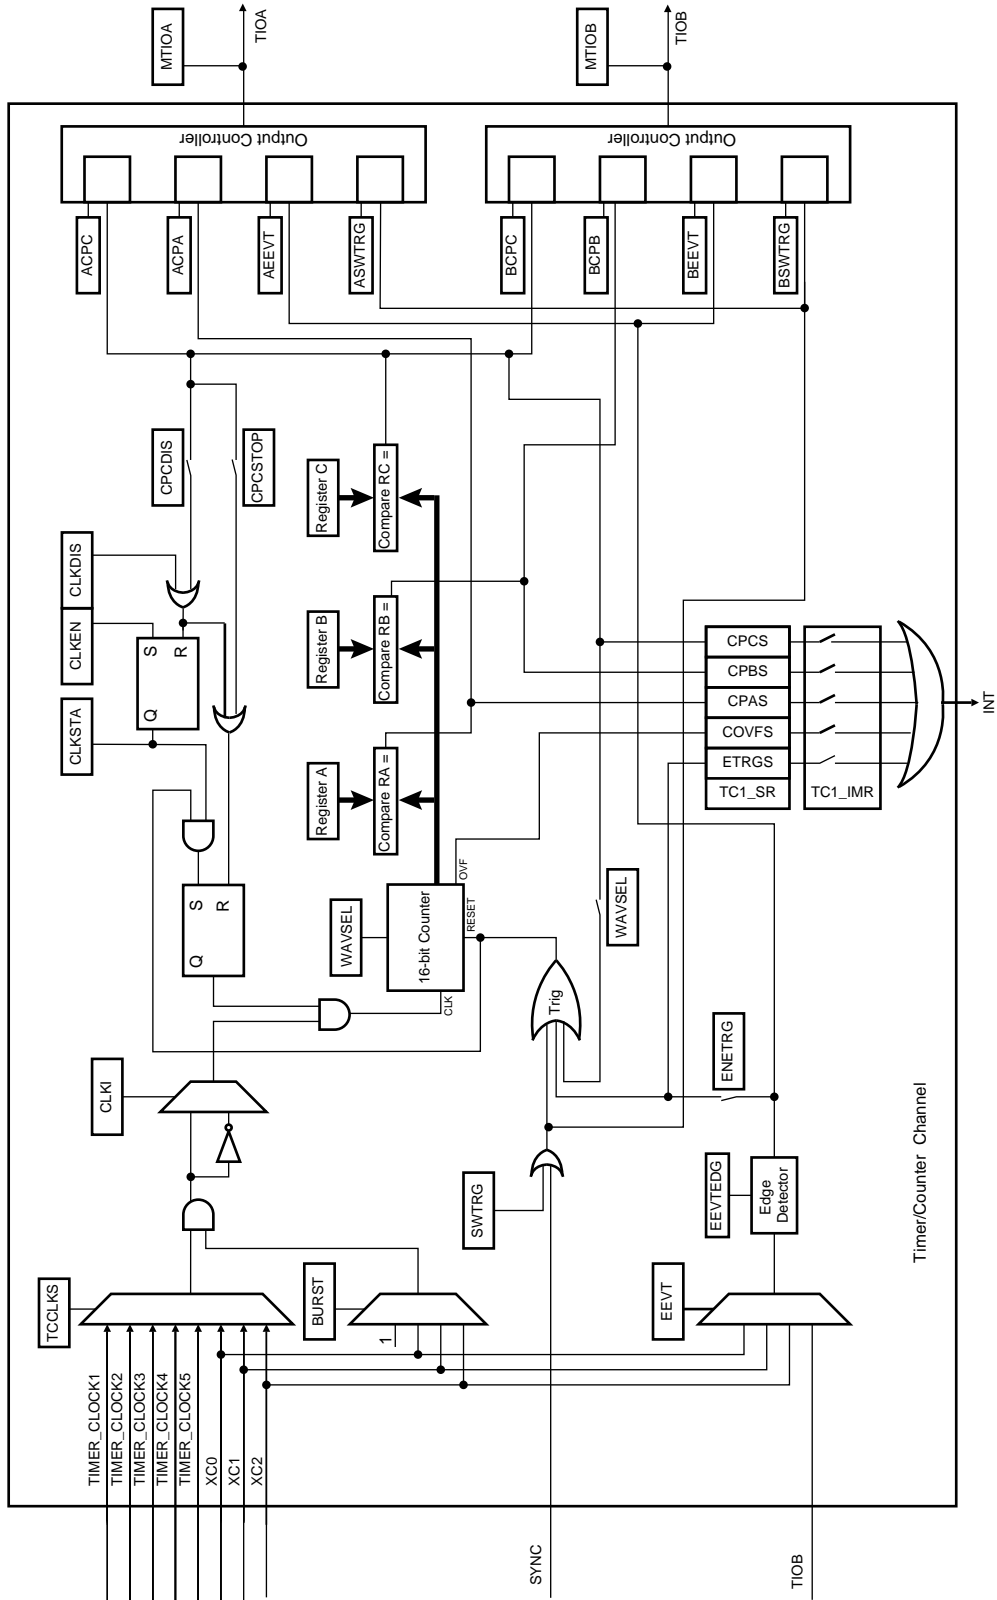 TIMER_CLOCK1
TIMER_CLOCK2
TIMER_CLOCK3
TIMER_CLOCK4
TIMER_CLOCK5
XC0
XC1
XC2
TCCLKS
CLKI
CLKSTA
CLKEN
CLKDIS
CPCDIS
CPCSTOP
Q
S
R
Q
S
R
ACPC
ACPA
AEEVT
ASWTRG
Output Controller
MTIOA
TIOA
BURST
1
WAVSEL
16-bit Counter
CLK
RESET
OVF
Register A
Register B
Register C
Compare RA =
Compare RB =
Compare RC =
SYNC
SWTRG
Trig
WAVSEL
BCPC
BCPB
BEEVT
BSWTRG
Output Controller
MTIOB
TIOB
TIOB
EEVT
EEVTEDG
Edge
Detector
ENETRG
CPCS
CPBS
CPAS
COVFS
ETRGS
TC1_SR
TC1_IMR
INT
Timer/Counter Channel